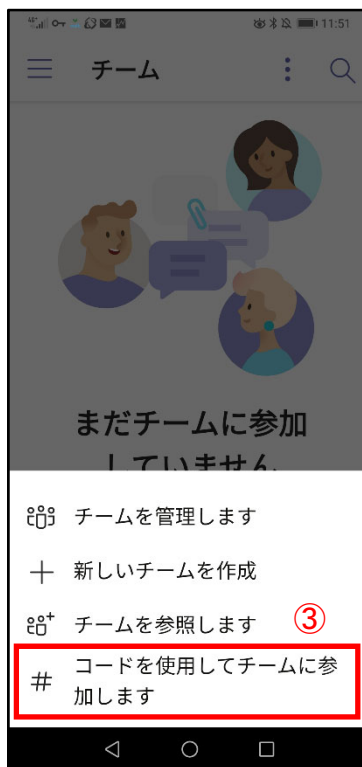 11:51
チーム
まだチームに参加
していません
チームを管理します
新しいチームを作成
チームを参照します
③
コードを使用してチームに参
加します